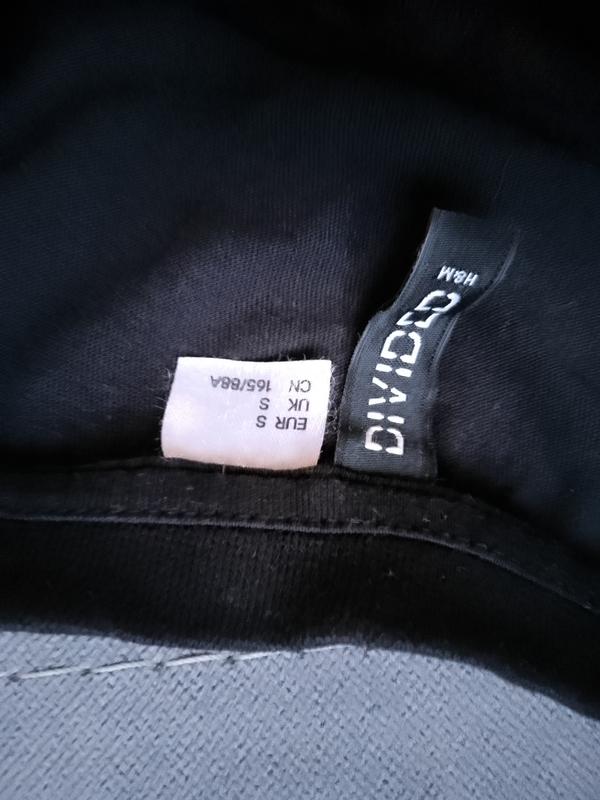 EUR S
UK S
CN 165/88A
DIVIDED
H&M